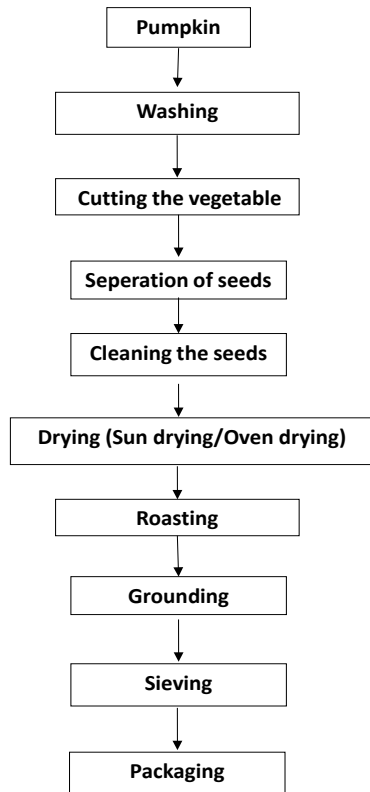 Pumpkin
Washing
Cutting the vegetable
Seperation of seeds
Cleaning the seeds
Drying (Sun drying/Oven drying)
Roasting
Grounding
Sieving
Packaging